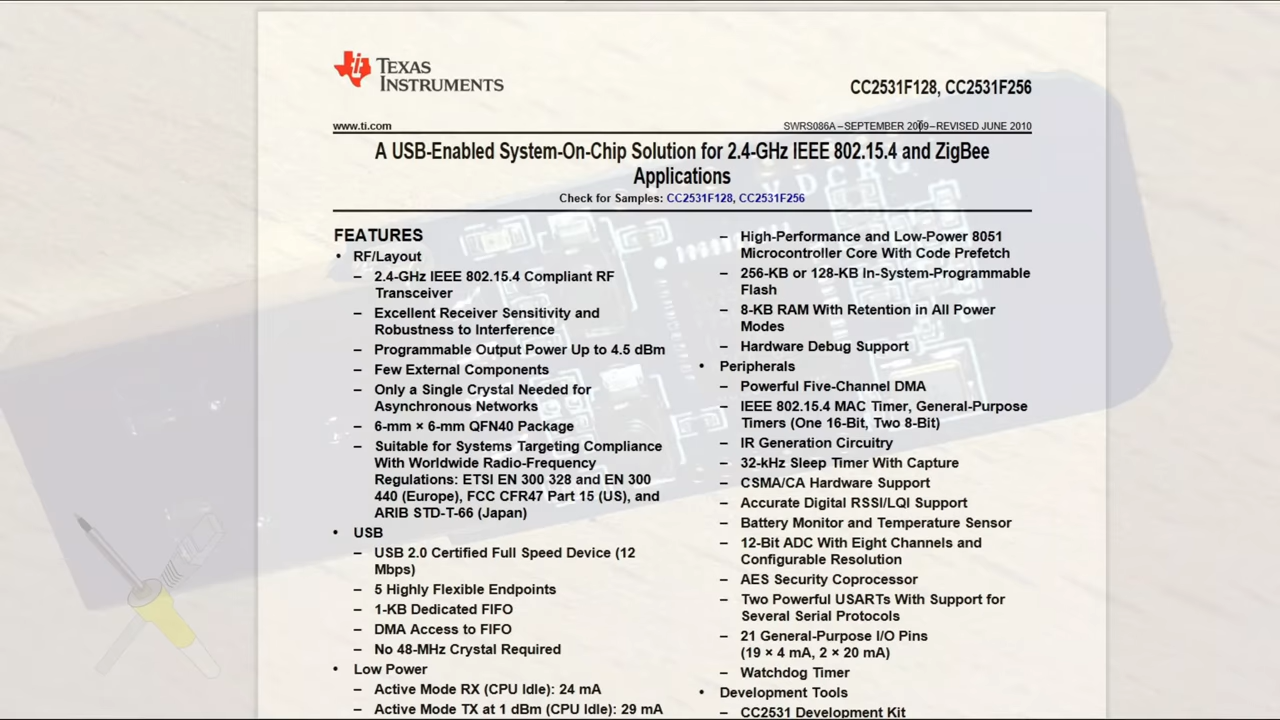 TEXAS
INSTRUMENTS
CC2531F128, CC2531F256
www.ti.com
SWRS086A – SEPTEMBER 2009 – REVISED JUNE 2010
A USB-Enabled System-On-Chip Solution for 2.4-GHz IEEE 802.15.4 and ZigBee
Applications
Check for Samples: CC2531F128, CC2531F256
FEATURES
• RF/Layout
– 2.4-GHz IEEE 802.15.4 Compliant RF
Transceiver
– Excellent Receiver Sensitivity and
Robustness to Interference
– Programmable Output Power Up to 4.5 dBm
– Few External Components
– Only a Single Crystal Needed for
Asynchronous Networks
– 6-mm × 6-mm QFN40 Package
– Suitable for Systems Targeting Compliance
With Worldwide Radio-Frequency
Regulations: ETSI EN 300 328 and EN 300
440 (Europe), FCC CFR47 Part 15 (US), and
ARIB STD-T-66 (Japan)
• USB
– USB 2.0 Certified Full Speed Device (12
Mbps)
– 5 Highly Flexible Endpoints
– 1-KB Dedicated FIFO
– DMA Access to FIFO
– No 48-MHz Crystal Required
• Low Power
– Active Mode RX (CPU Idle): 24 mA
– Active Mode TX at 1 dBm (CPU Idle): 29 mA
– High-Performance and Low-Power 8051
Microcontroller Core With Code Prefetch
– 256-KB or 128-KB In-System-Programmable
Flash
– 8-KB RAM With Retention in All Power
Modes
– Hardware Debug Support
• Peripherals
– Powerful Five-Channel DMA
– IEEE 802.15.4 MAC Timer, General-Purpose
Timers (One 16-Bit, Two 8-Bit)
– IR Generation Circuitry
– 32-kHz Sleep Timer With Capture
– CSMA/CA Hardware Support
– Accurate Digital RSSI/LQI Support
– Battery Monitor and Temperature Sensor
– 12-Bit ADC With Eight Channels and
Configurable Resolution
– AES Security Coprocessor
– Two Powerful USARTs With Support for
Several Serial Protocols
– 21 General-Purpose I/O Pins
(19 × 4 mA, 2 × 20 mA)
– Watchdog Timer
• Development Tools
– CC2531 Development Kit